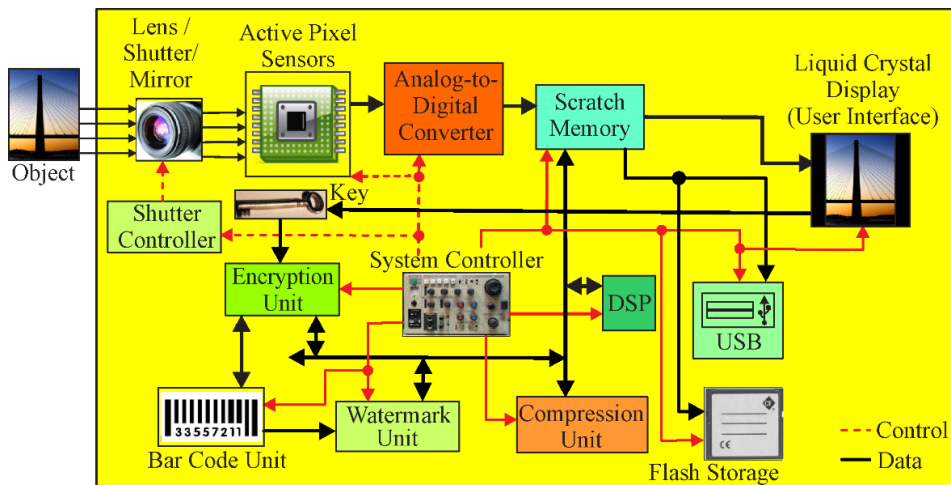 Lens /
Shutter/
Mirror
Active Pixel
Sensors
Analog-to-
Digital
Converter
Scratch
Memory
Liquid Crystal
Display
(User Interface)
Object
Key
Shutter
Controller
System Controller
Encryption
Unit
DSP
USB
33557211
Bar Code Unit
Watermark
Unit
Compression
Unit
Flash Storage
Control
Data